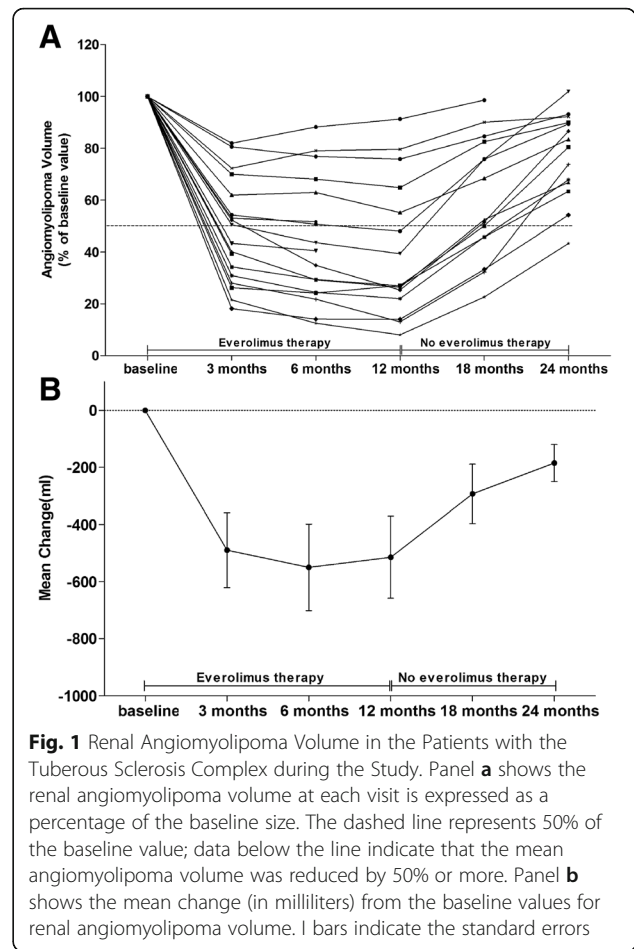 A
120
100
80
60
40
20
0
Angiomyolipoma Volume
(% of baseline value)
Everolimus therapy No everolimus therapy
baseline 3 months 6 months 12 months 18 months 24 months
B
0
-200
-400
-600
-800
-1000
Mean Change(ml)
Everolimus therapy No everolimus therapy
baseline 3 months 6 months 12 months 18 months 24 months
Fig. 1 Renal Angiomyolipoma Volume in the Patients with the
Tuberous Sclerosis Complex during the Study. Panel a shows the
renal angiomyolipoma volume at each visit is expressed as a
percentage of the baseline size. The dashed line represents 50% of
the baseline value; data below the line indicate that the mean
angiomyolipoma volume was reduced by 50% or more. Panel b
shows the mean change (in milliliters) from the baseline values for
renal angiomyolipoma volume. I bars indicate the standard errors